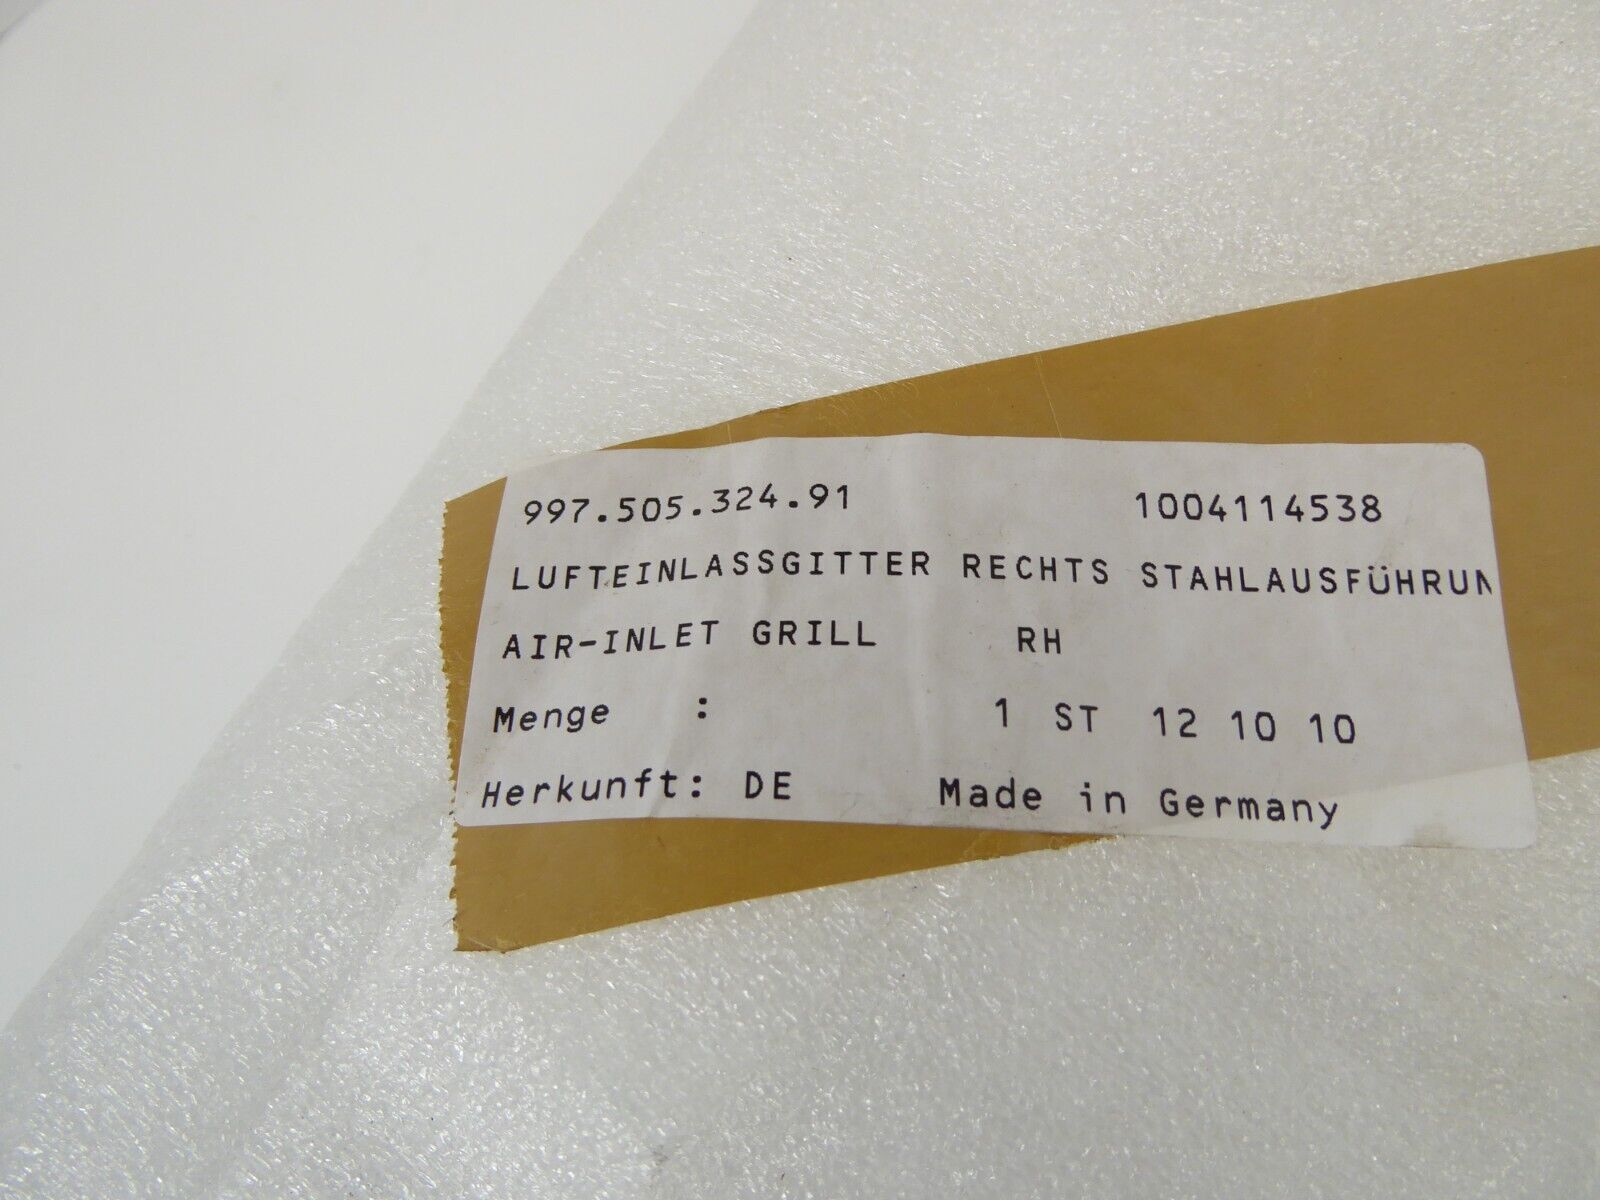 997.505.324.91 1004114538
LUFTEINLASSGITTER RECHTS STAHLAUSFÜHRUN
AIR-INLET GRILL RH
Menge : 1 ST 12 10 10
Herkunft: DE Made in Germany